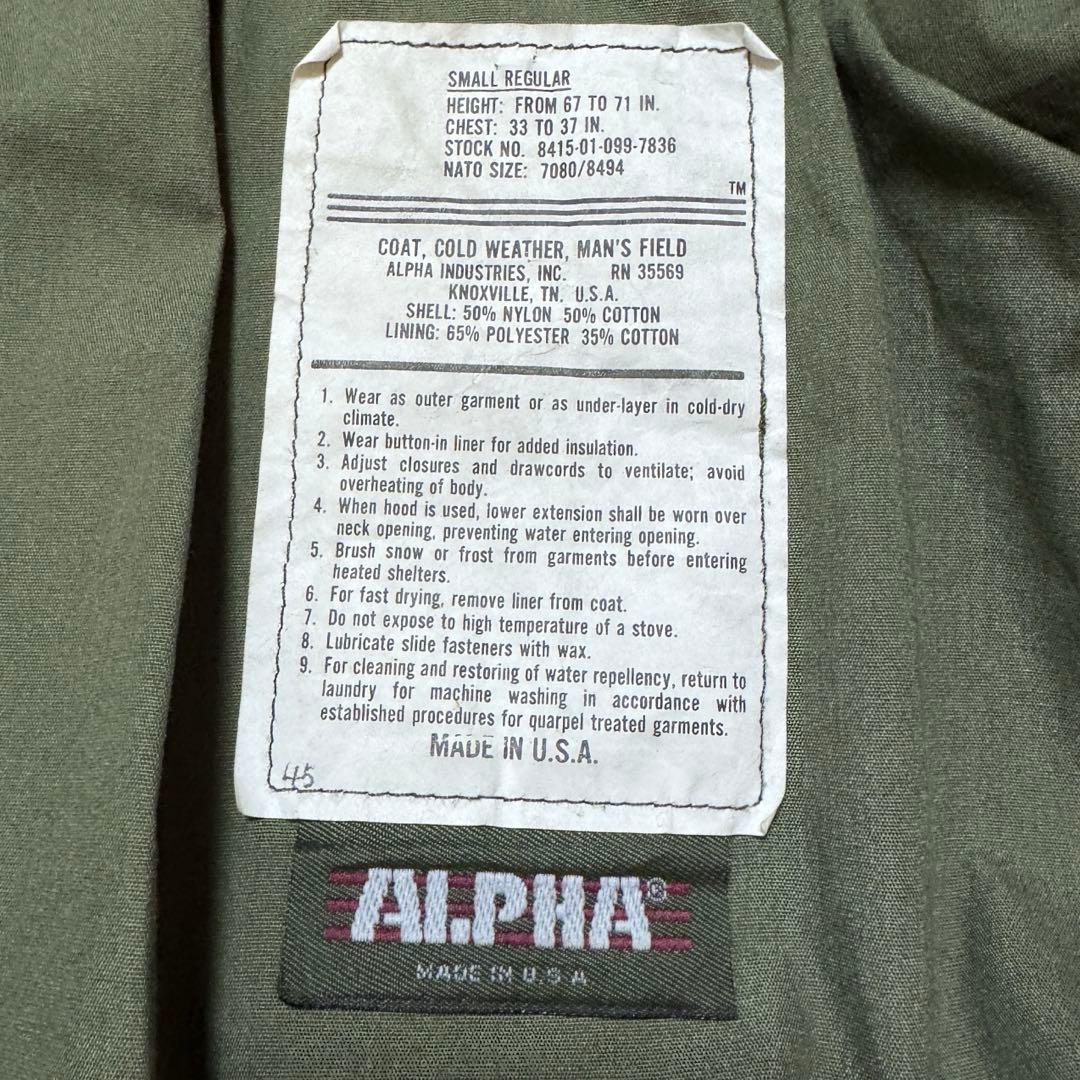 SMALL REGULAR
HEIGHT: FROM 67 TO 71 IN.
CHEST: 33 TO 37 IN.
STOCK NO. 8415-01-099-7836
NATO SIZE: 7080/8494
TM
COAT, COLD WEATHER, MAN'S FIELD
ALPHA INDUSTRIES, INC. RN 35569
KNOXVILLE, TN. U.S.A.
SHELL: 50% NYLON 50% COTTON
LINING: 65% POLYESTER 35% COTTON
1. Wear as outer garment or as under-layer in cold-dry
climate.
2. Wear button-in liner for added insulation.
3. Adjust closures and drawcords to ventilate; avoid
overheating of body.
4. When hood is used, lower extension shall be worn over
neck opening, preventing water entering opening.
5. Brush snow or frost from garments before entering
heated shelters.
6. For fast drying, remove liner from coat.
7. Do not expose to high temperature of a stove.
8. Lubricate slide fasteners with wax.
9. For cleaning and restoring of water repellency, return to
laundry for machine washing in accordance with
established procedures for quarpel treated garments.
MADE IN U.S.A.
45
ALPHA®
MADE IN U.S.A